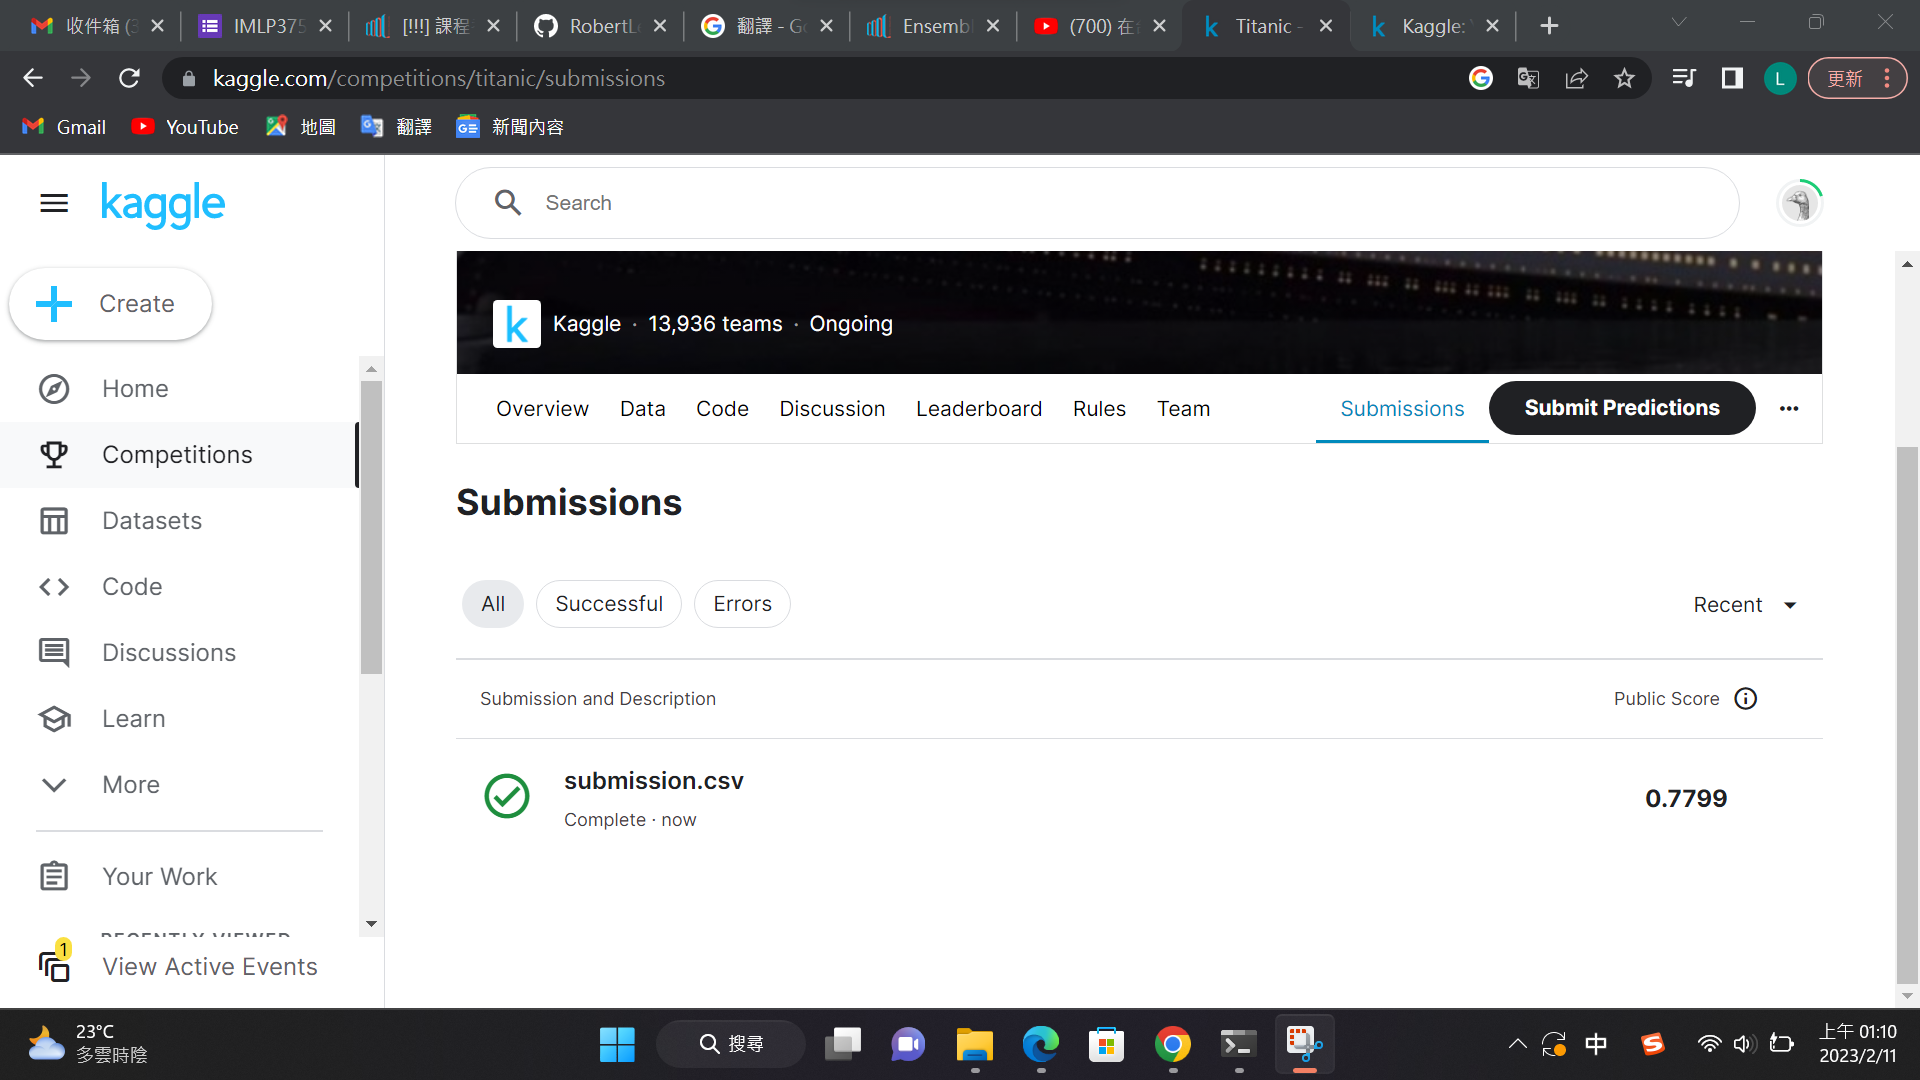 收件箱 (3
IMLP375
[!!!] 課程
RobertL
翻譯 - Go
Ensemb
(700) 在
Titanic -
Kaggle:
kaggle.com/competitions/titanic/submissions
L
更新
Gmail
YouTube
地圖
翻譯
新聞內容
kaggle
Search
Create
Home
Competitions
Datasets
Code
Discussions
Learn
More
Your Work
RECENTLY VIEWED
1
View Active Events
k
Kaggle · 13,936 teams · Ongoing
Overview
Data
Code
Discussion
Leaderboard
Rules
Team
Submissions
Submit Predictions
Submissions
All
Successful
Errors
Recent
Submission and Description
Public Score
submission.csv
Complete · now
0.7799
23°C
多雲時陰
搜尋
中
上午 01:10
2023/2/11